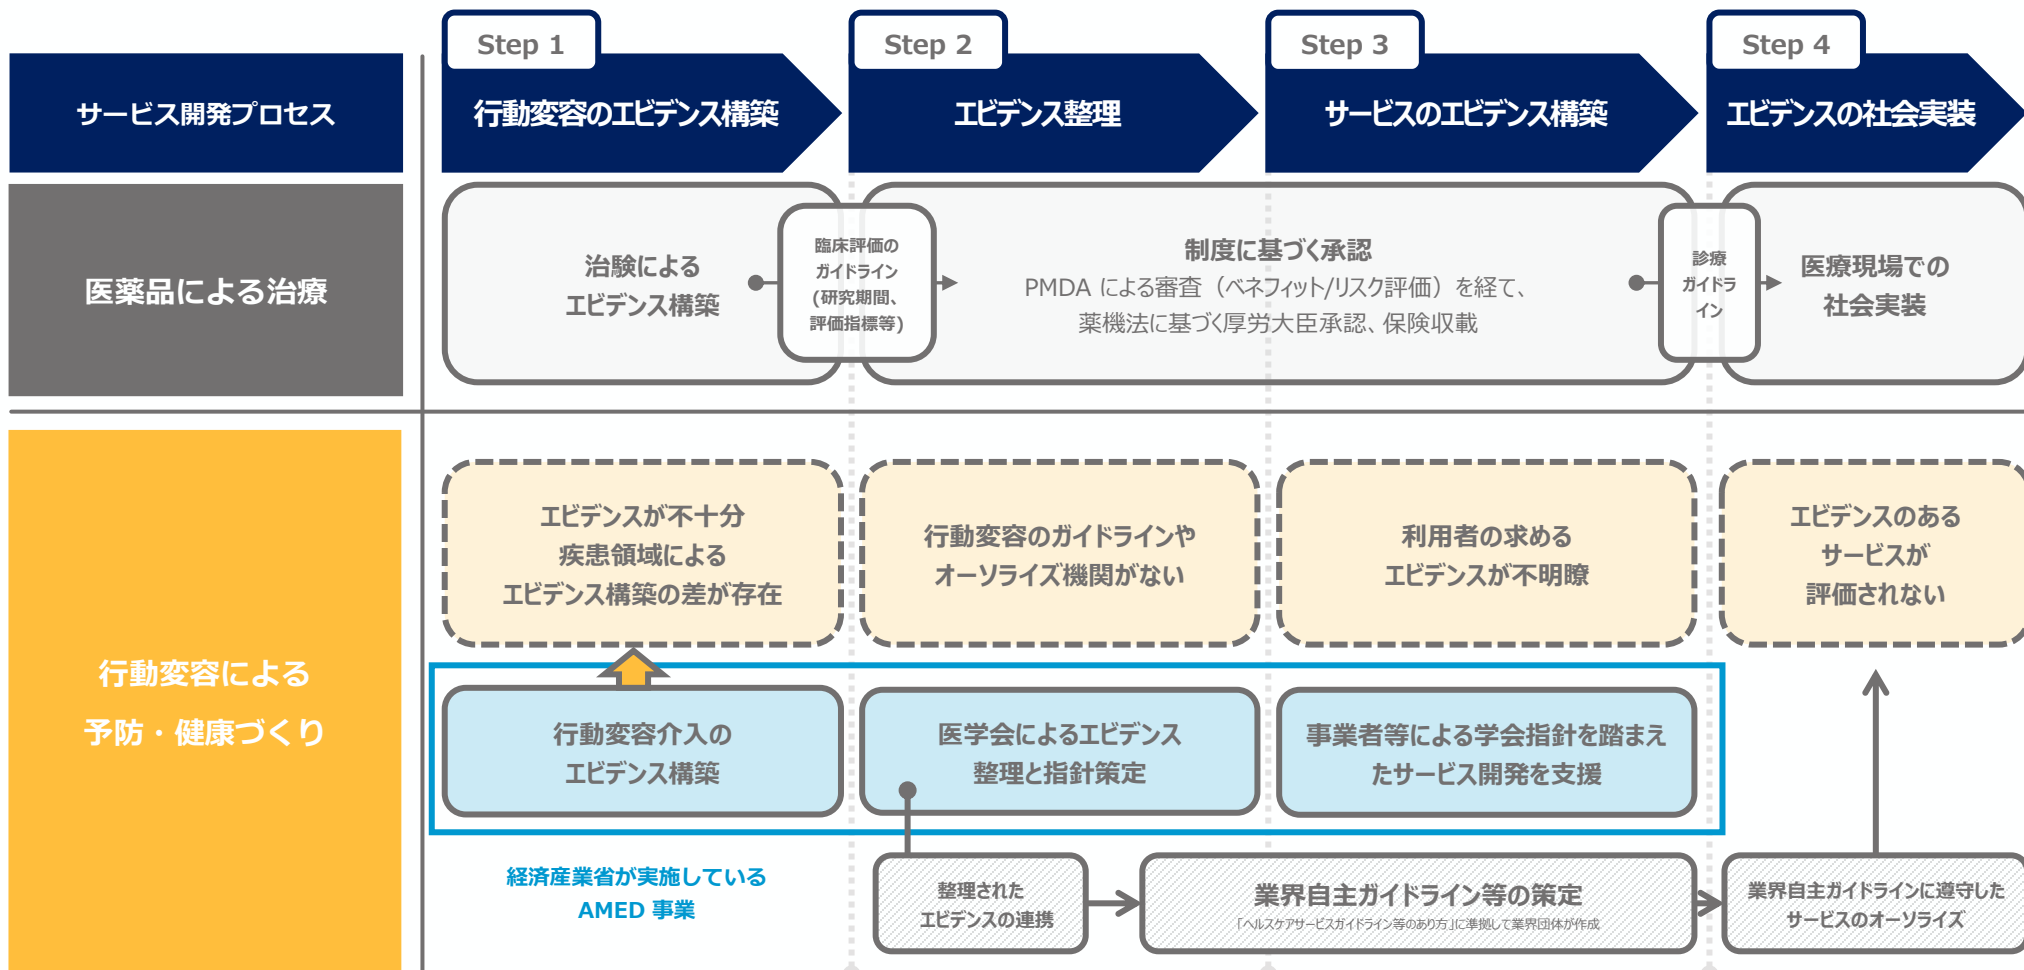 サービス開発プロセス
Step 1
行動変容のエビデンス構築
Step 2
エビデンス整理
Step 3
サービスのエビデンス構築
Step 4
エビデンスの社会実装
医薬品による治療
治験による
エビデンス構築
臨床評価の
ガイドライン
(研究期間、
評価指標等)
制度に基づく承認
PMDA による審査（ベネフィット/リスク評価）を経て、
薬機法に基づく厚労大臣承認、保険収載
診療
ガイドラ
イン
医療現場での
社会実装
行動変容による
予防・健康づくり
エビデンスが不十分
疾患領域による
エビデンス構築の差が存在
行動変容のガイドラインや
オーソライズ機関がない
利用者の求める
エビデンスが不明瞭
エビデンスのある
サービスが
評価されない
行動変容介入の
エビデンス構築
医学会によるエビデンス
整理と指針策定
事業者等による学会指針を踏まえ
たサービス開発を支援
経済産業省が実施している
AMED 事業
整理された
エビデンスの連携
業界自主ガイドライン等の策定
「ヘルスケアサービスガイドライン等のあり方」に準拠して業界団体が作成
業界自主ガイドラインに遵守した
サービスのオーソライズ